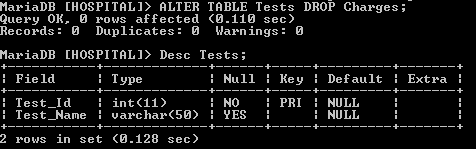 MariaDB [HOSPITAL]> ALTER TABLE Tests DROP Charges;
Query OK, 0 rows affected (0.110 sec)
Records: 0  Duplicates: 0  Warnings: 0

MariaDB [HOSPITAL]> Desc Tests;
+-----------+-------------+------+-----+---------+-------+
| Field     | Type        | Null | Key | Default | Extra |
+-----------+-------------+------+-----+---------+-------+
| Test_Id   | int(11)     | NO   | PRI | NULL    |       |
| Test_Name | varchar(50) | YES  |     | NULL    |       |
+-----------+-------------+------+-----+---------+-------+
2 rows in set (0.128 sec)